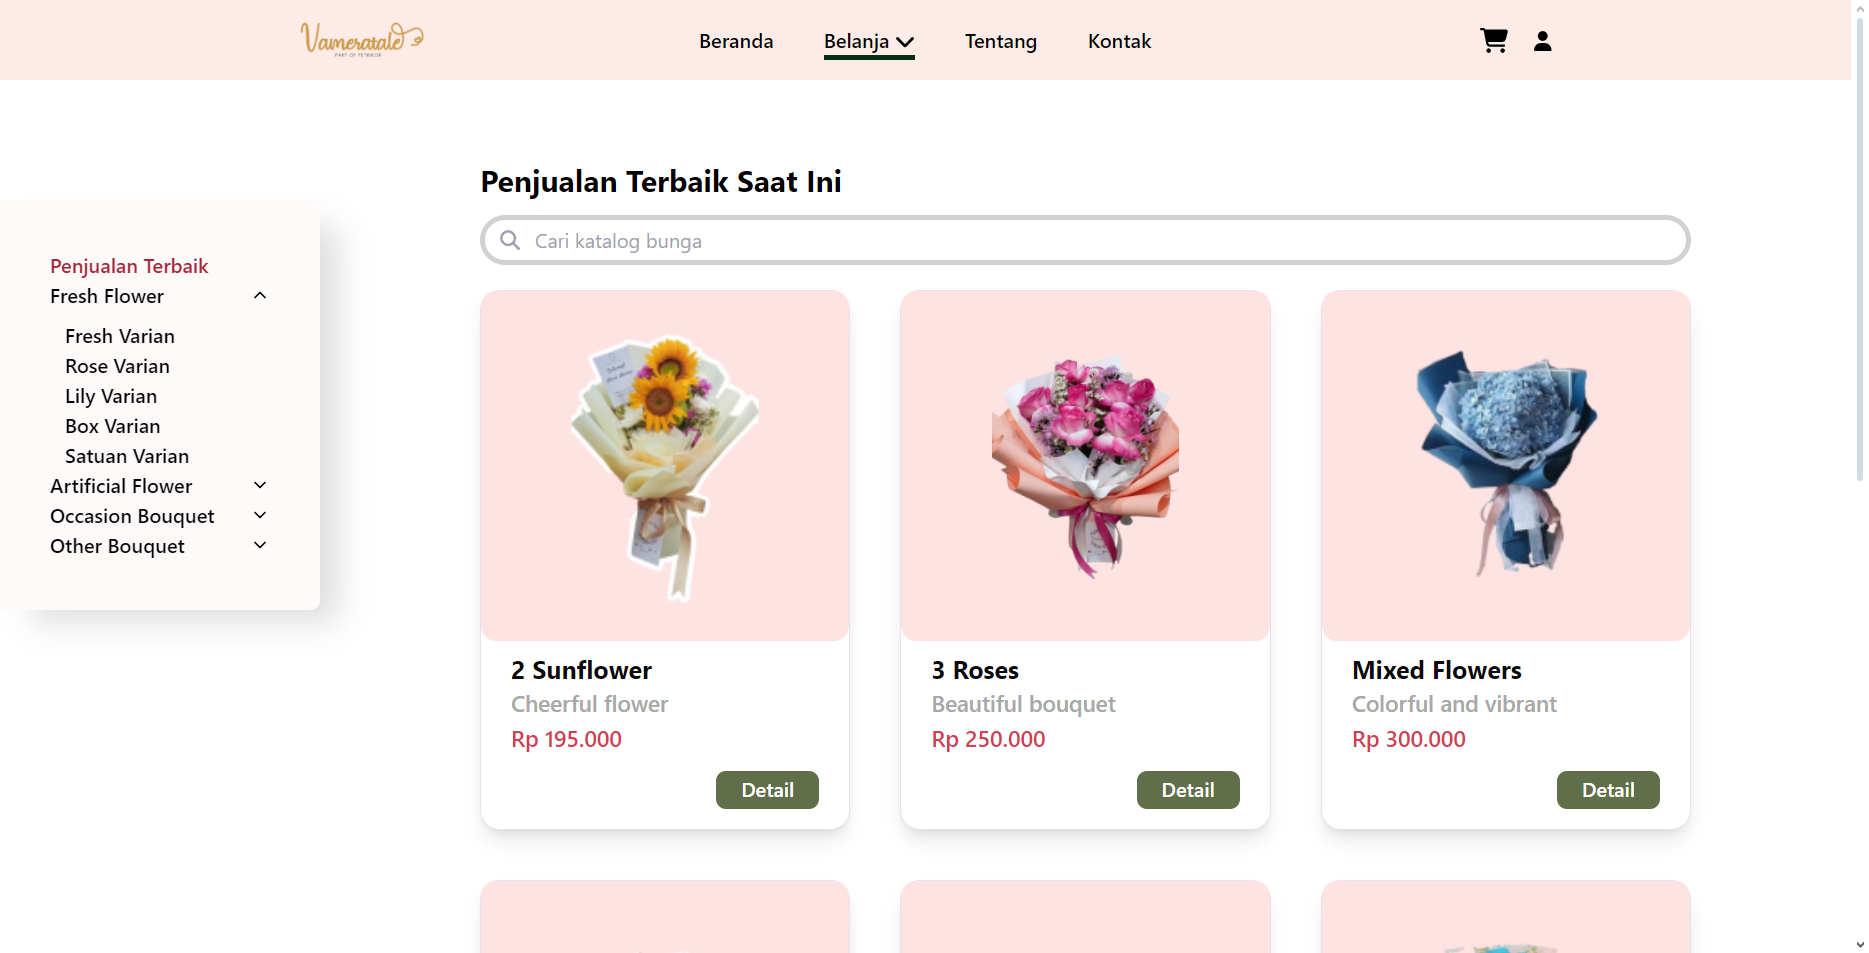 Vameratale
PART OF PETRIKOR
Beranda
Belanja
Tentang
Kontak
Penjualan Terbaik Saat Ini
Cari katalog bunga
Penjualan Terbaik
Fresh Flower
Fresh Varian
Rose Varian
Lily Varian
Box Varian
Satuan Varian
Artificial Flower
Occasion Bouquet
Other Bouquet
2 Sunflower
Cheerful flower
Rp 195.000
Detail
3 Roses
Beautiful bouquet
Rp 250.000
Detail
Mixed Flowers
Colorful and vibrant
Rp 300.000
Detail